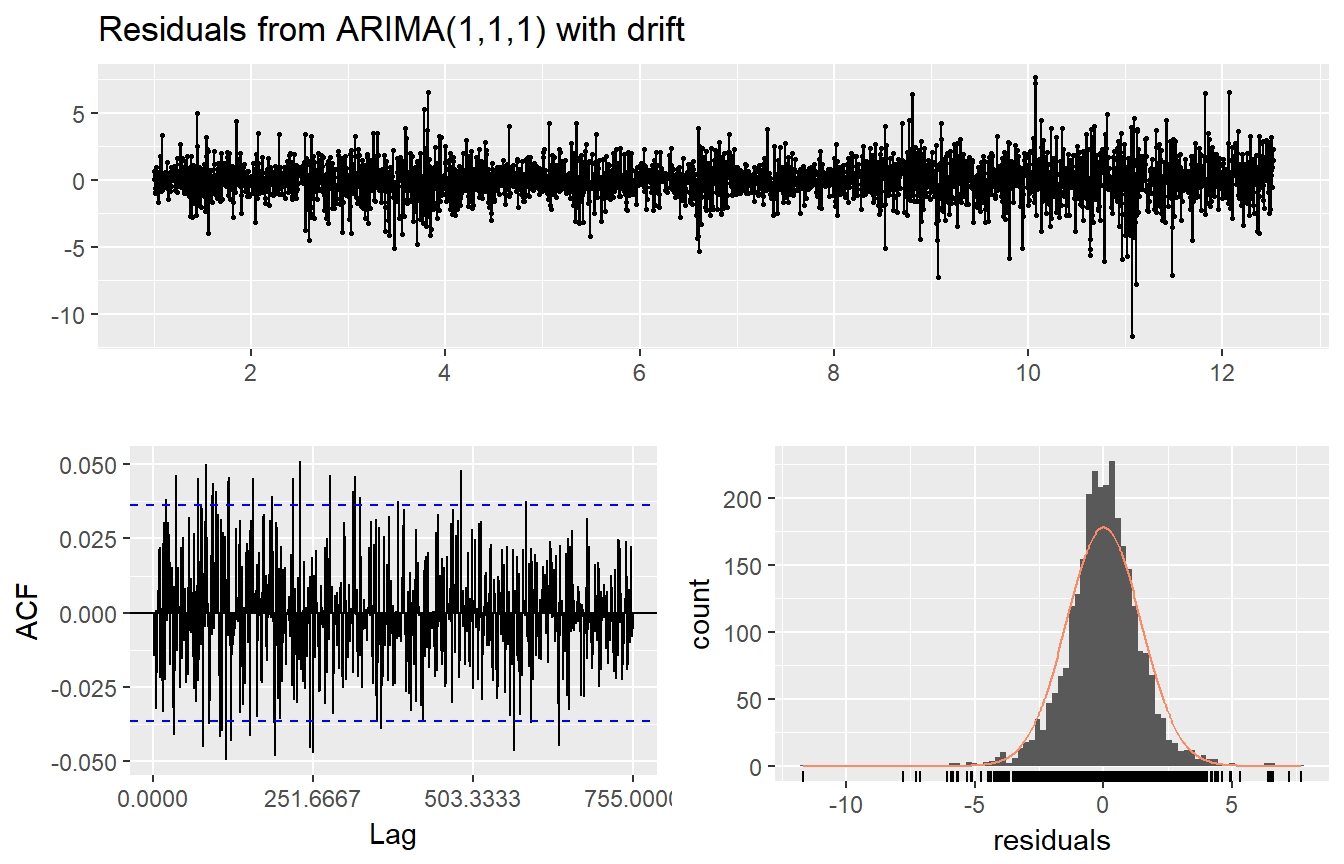 Residuals from ARIMA(1,1,1) with drift
5
0
-5
-10
2 4 6 8 10 12
ACF
0.050
0.025
0.000
-0.025
-0.050
0.0000 251.6667 503.3333 755.0000
Lag
count
200
150
100
50
0
-10 -5 0 5
residuals